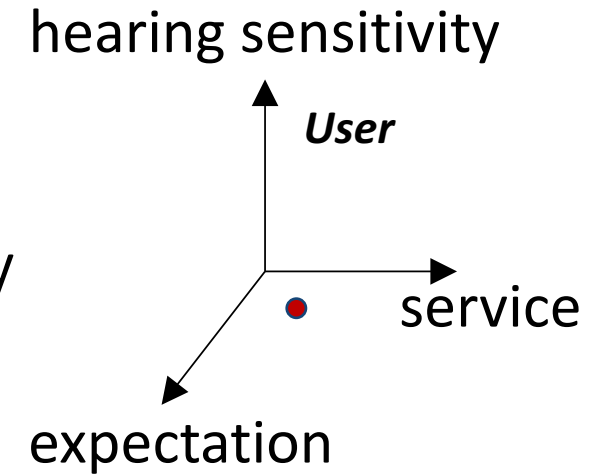 hearing sensitivity
User
y
service
expectation